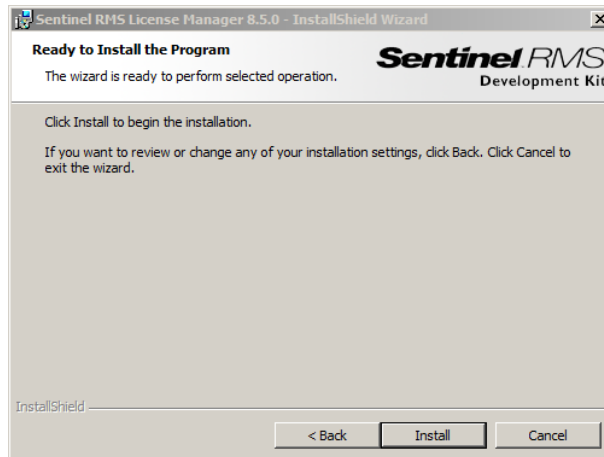 Sentinel RMS License Manager 8.5.0 - InstallShield Wizard
Ready to Install the Program
The wizard is ready to perform selected operation.
Sentinel RMS
Development Kit
Click Install to begin the installation.
If you want to review or change any of your installation settings, click Back. Click Cancel to
exit the wizard.
InstallShield
< Back
Install
Cancel